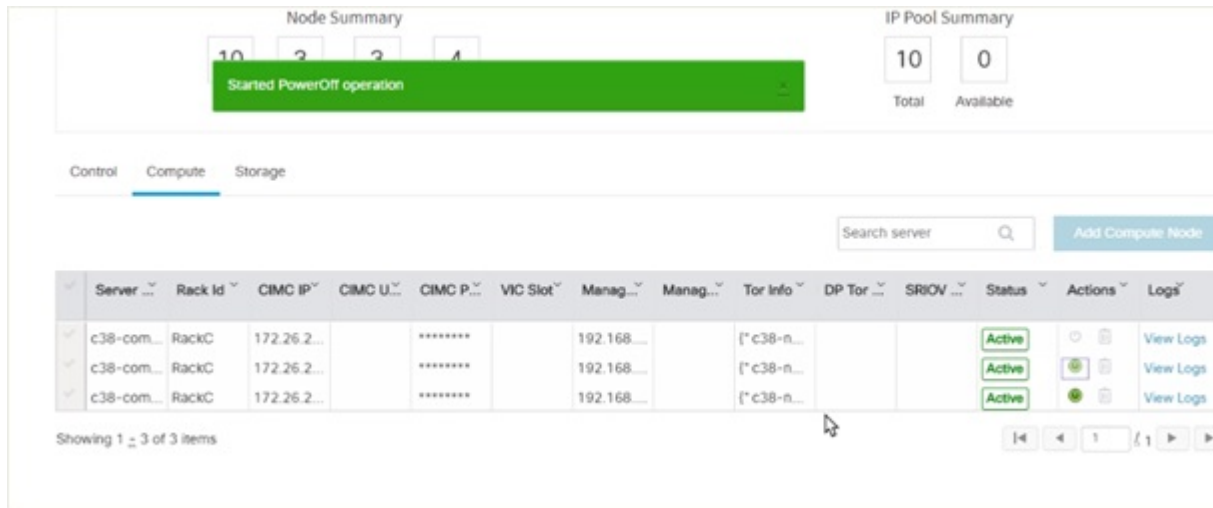 Node Summary
IP Pool Summary
10 3 3 4
10 0
Started PowerOff operation
Total Available
Control Compute Storage
Search server
Add Compute Node
Server ... Rack Id CIMC IP CIMC U... CIMC P... VIC Slot Manag... Manag... Tor Info DP Tor ... SRIOV ... Status Actions Logs
c38-com... RackC 172.26.2... ******** 192.168.... {"c38-n... Active View Logs
c38-com... RackC 172.26.2... ******** 192.168.... {"c38-n... Active View Logs
c38-com... RackC 172.26.2... ******** 192.168.... {"c38-n... Active View Logs
Showing 1 - 3 of 3 items
1 / 1